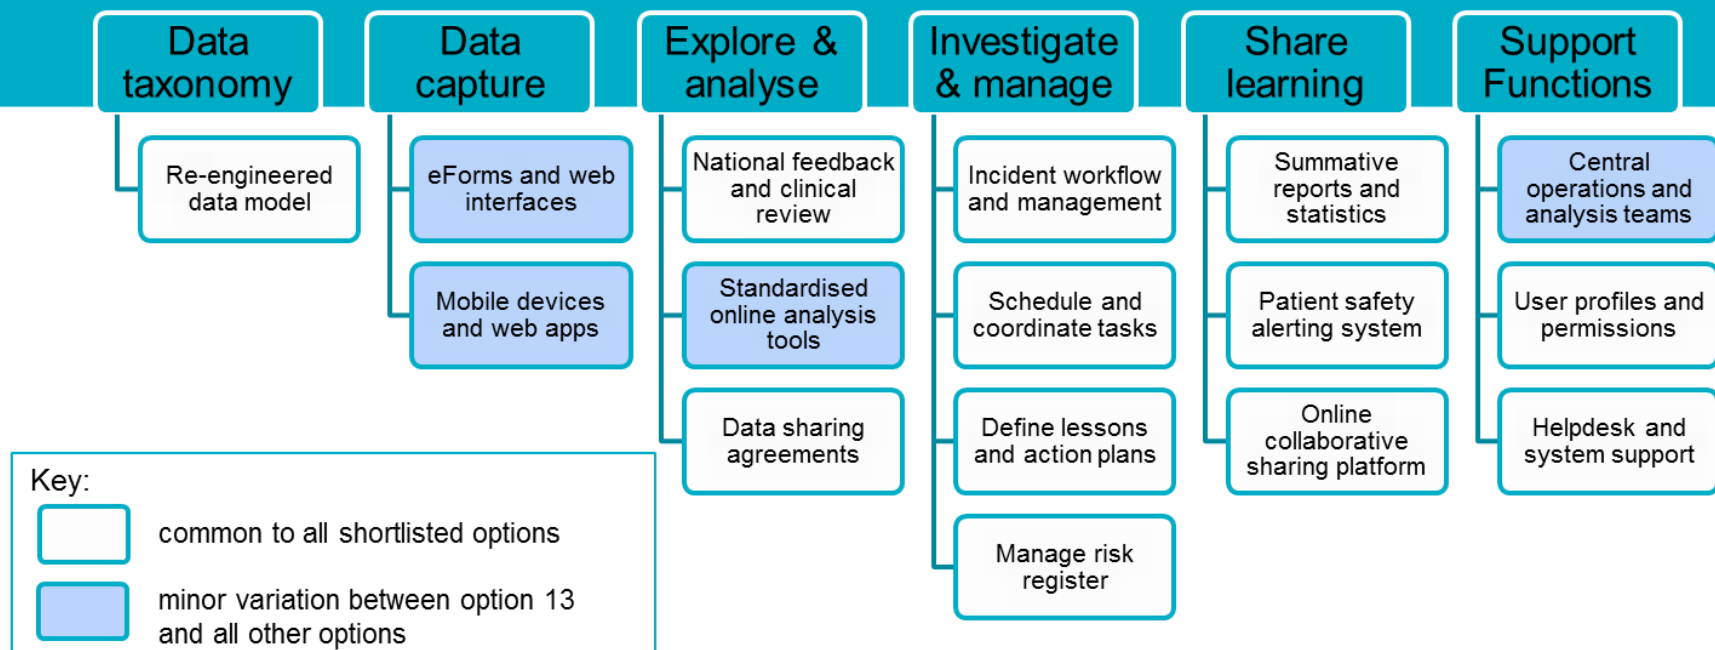 Data
taxonomy
Data
capture
Explore &
analyse
Investigate
& manage
Share
learning
Support
Functions
Re-engineered
data model
eForms and web
interfaces
Mobile devices
and web apps
National feedback
and clinical
review
Standardised
online analysis
tools
Data sharing
agreements
Incident workflow
and management
Schedule and
coordinate tasks
Define lessons
and action plans
Manage risk
register
Summative
reports and
statistics
Patient safety
alerting system
Online
collaborative
sharing platform
Central
operations and
analysis teams
User profiles and
permissions
Helpdesk and
system support
Key:
common to all shortlisted options
minor variation between option 13
and all other options